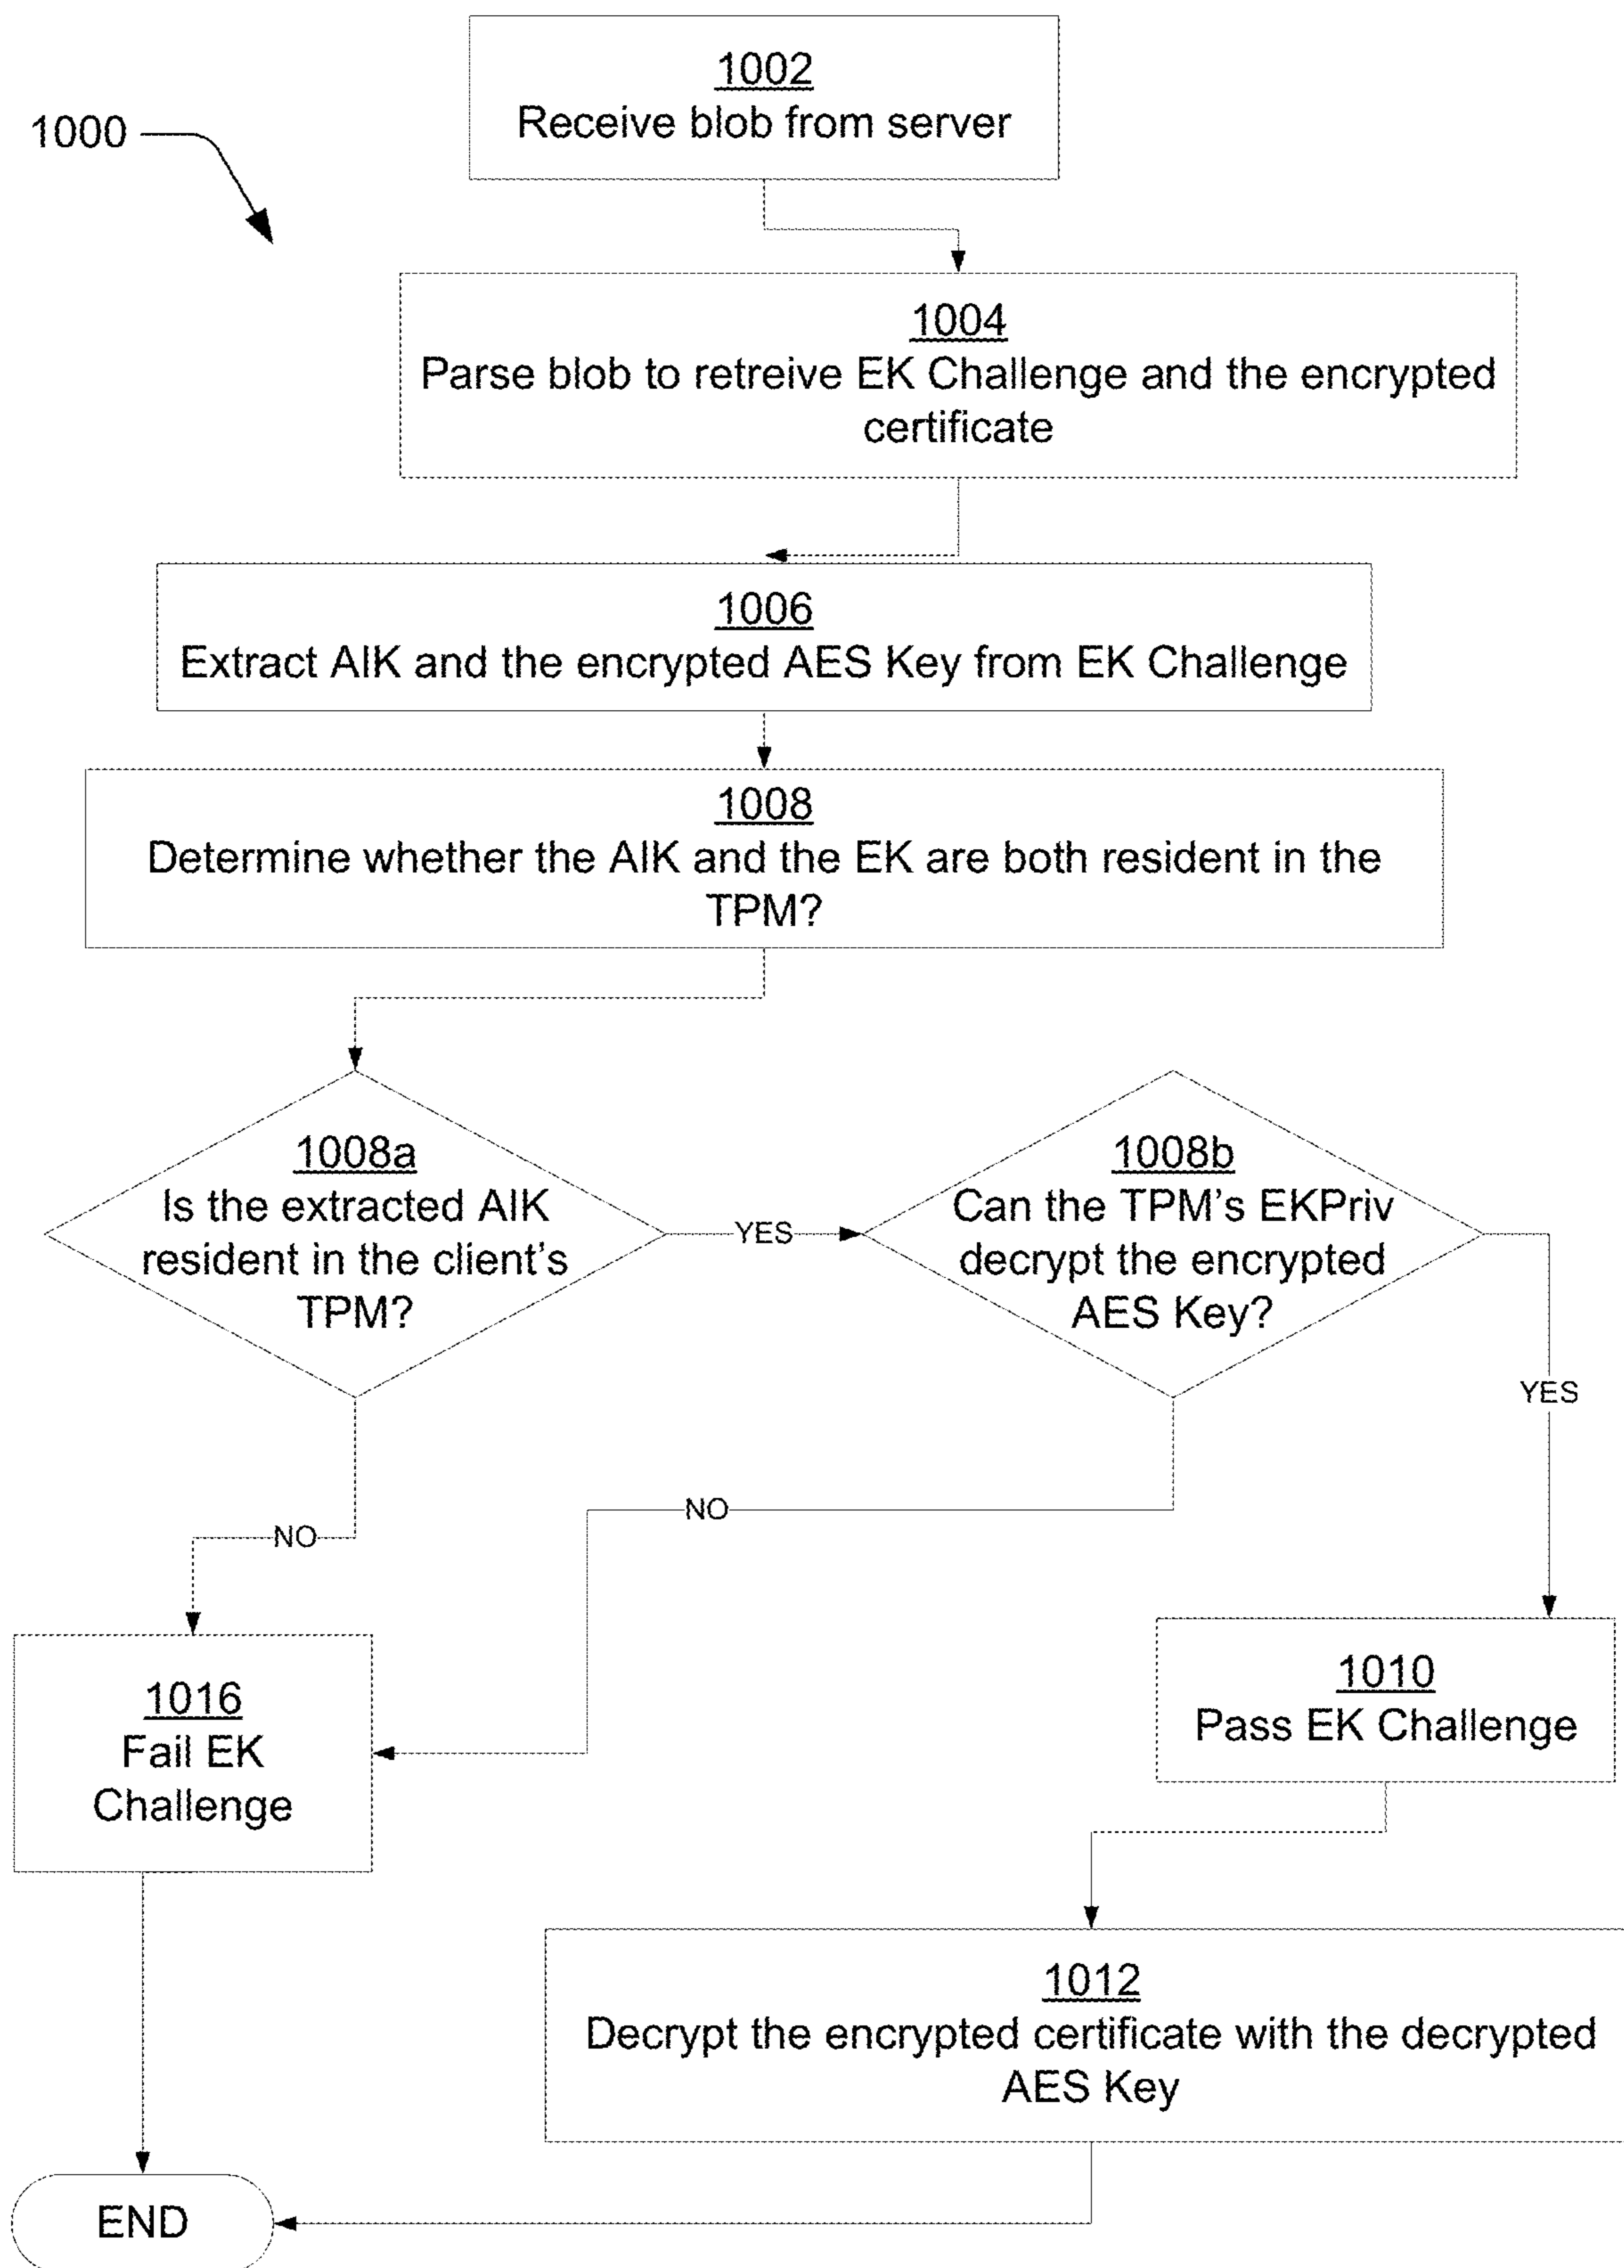 1000
1002
Receive blob from server
1004
Parse blob to retreive EK Challenge and the encrypted
certificate
1006
Extract AIK and the encrypted AES Key from EK Challenge
1008
Determine whether the AIK and the EK are both resident in the
TPM?
1008a
Is the extracted AIK
resident in the client's
TPM?
YES
1008b
Can the TPM's EKPriv
decrypt the encrypted
AES Key?
YES
NO
NO
1016
Fail EK
Challenge
1010
Pass EK Challenge
1012
Decrypt the encrypted certificate with the decrypted
AES Key
END